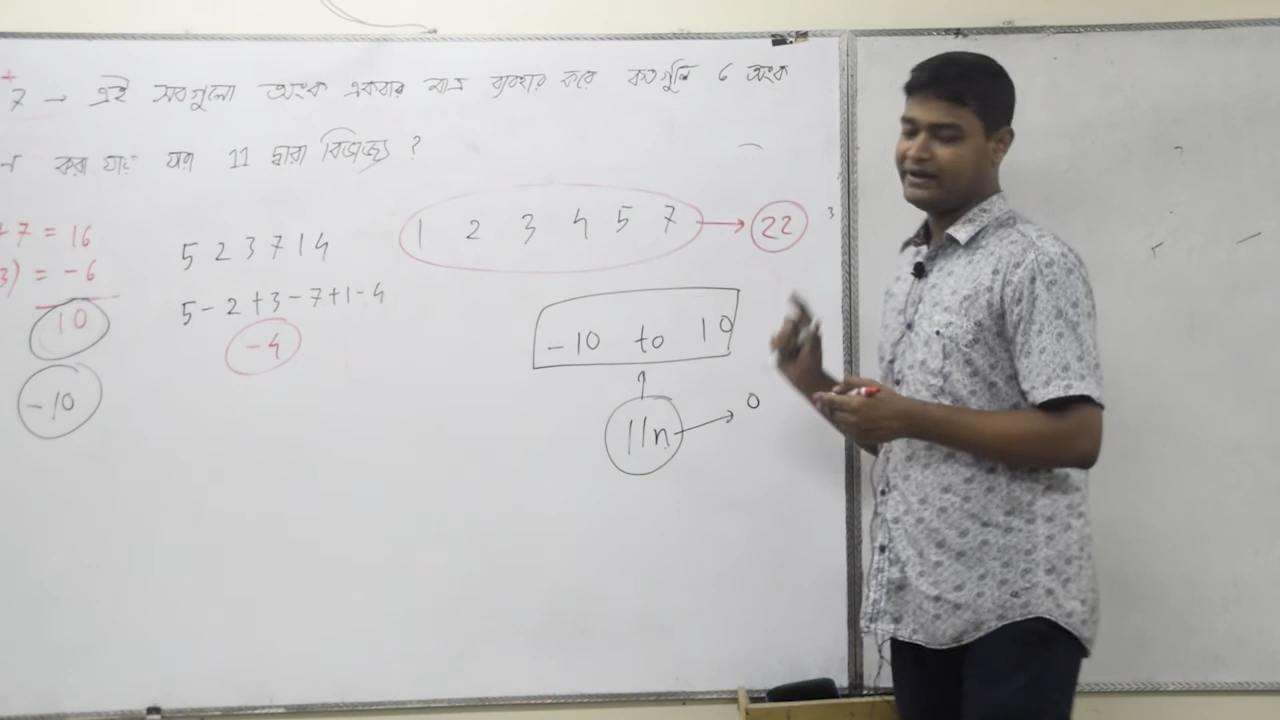 +
7 → এই সবগুলো অংক একবার মাত্র ব্যবহার করে কতগুলি 6 অংক
ন করা যায় যা 11 দ্বারা বিভাজ্য ?
+ 7 = 16
3) = -6
10
-10
5 2 3 7 1 4
5 - 2 + 3 - 7 + 1 - 4
-4
1 2 3 4 5 7 → 22
-10 to 10
11n → 0